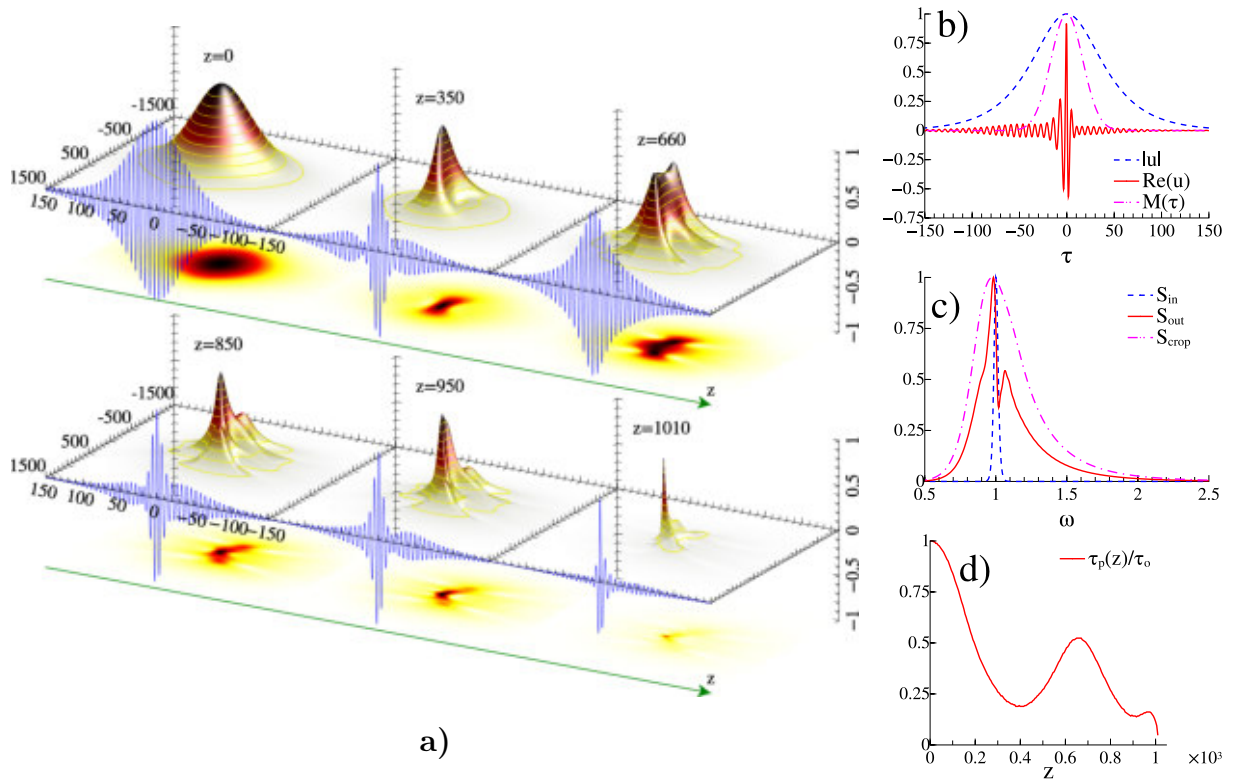 z=0
z=350
z=660
-1500
-500
500
1500
150
100
50
0
-50
-100
-150
1
0.5
0
-0.5
-1
z
z=850
z=950
z=1010
-1500
-500
500
1500
150
100
50
0
-50
-100
-150
1
0.5
0
-0.5
-1
z
a)
b)
1
0.75
0.5
0.25
0
−0.25
−0.5
−0.75
|u|
Re(u)
M(τ)
−150 −100 −50 0 50 100 150
τ
c)
1
0.75
0.5
0.25
0
S_in
S_out
S_crop
0.5 1 1.5 2 2.5
ω
d)
1
0.75
0.5
0.25
0
τ_p(z)/τ_o
0 0.2 0.4 0.6 0.8 1 ×10³
z